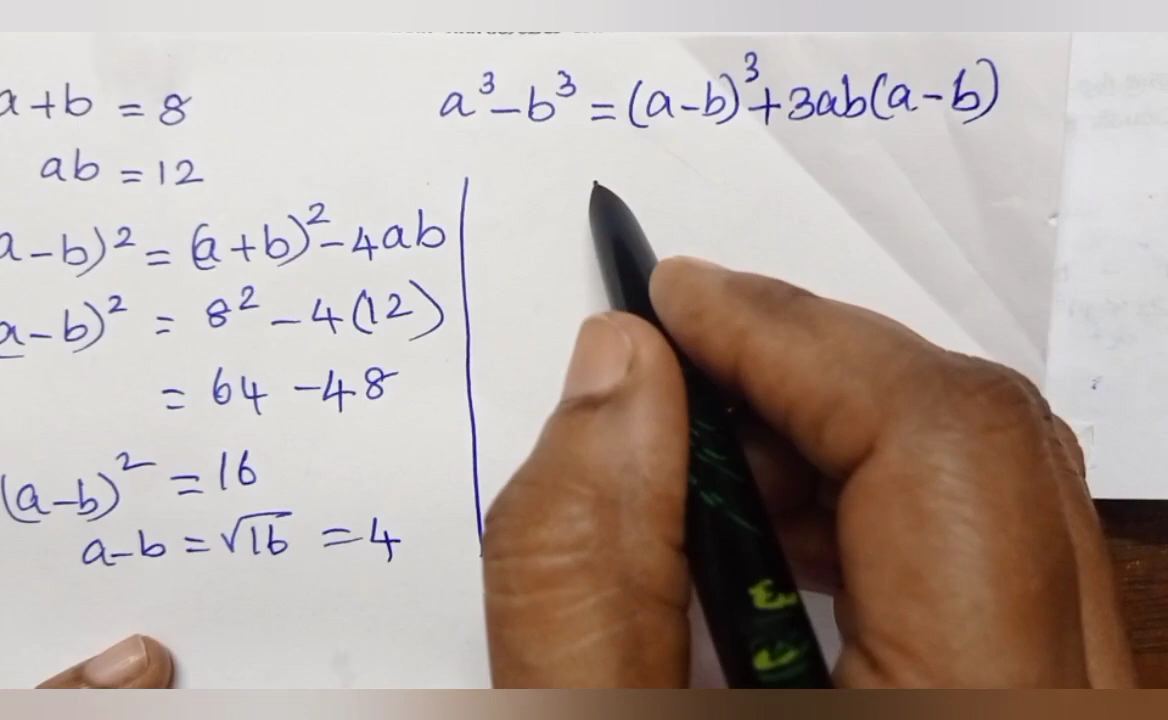 a+b = 8
ab = 12
a-b)² = (a+b)² - 4ab
a-b)² = 8² - 4(12)
= 64 - 48
(a-b)² = 16
a-b = √16 = 4
a³-b³ = (a-b)³+3ab(a-b)